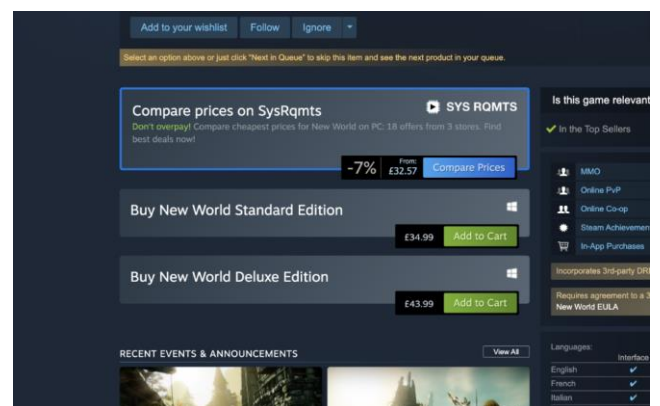 Add to your wishlist Follow Ignore
Select an option above or just click "Next in Queue" to skip this item and see the next product in your queue.
Compare prices on SysRqmts
SYS RQMTS
Don't overpay! Compare cheapest prices for New World on PC: 18 offers from 3 stores. Find
best deals now!
-7% From: £32.57 Compare Prices
Buy New World Standard Edition
£34.99 Add to Cart
Buy New World Deluxe Edition
£43.99 Add to Cart
RECENT EVENTS & ANNOUNCEMENTS View All
Is this game relevant
In the Top Sellers
MMO
Online PvP
Online Co-op
Steam Achievemen
In-App Purchases
Incorporates 3rd-party DR
Requires agreement to a 3
New World EULA
Languages:
Interface
English
French
Italian